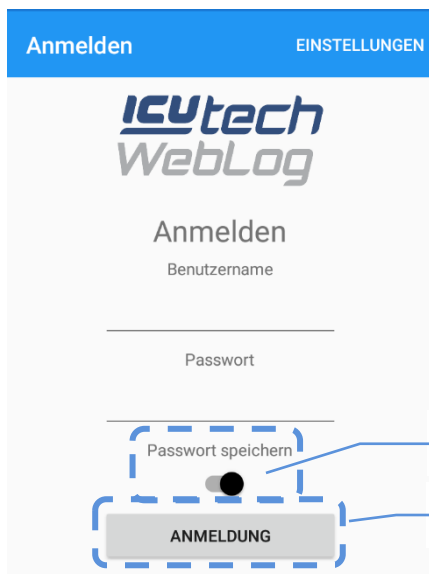 Anmelden
EINSTELLUNGEN
ICUtech
WebLog
Anmelden
Benutzername
Passwort
Passwort speichern
ANMELDUNG